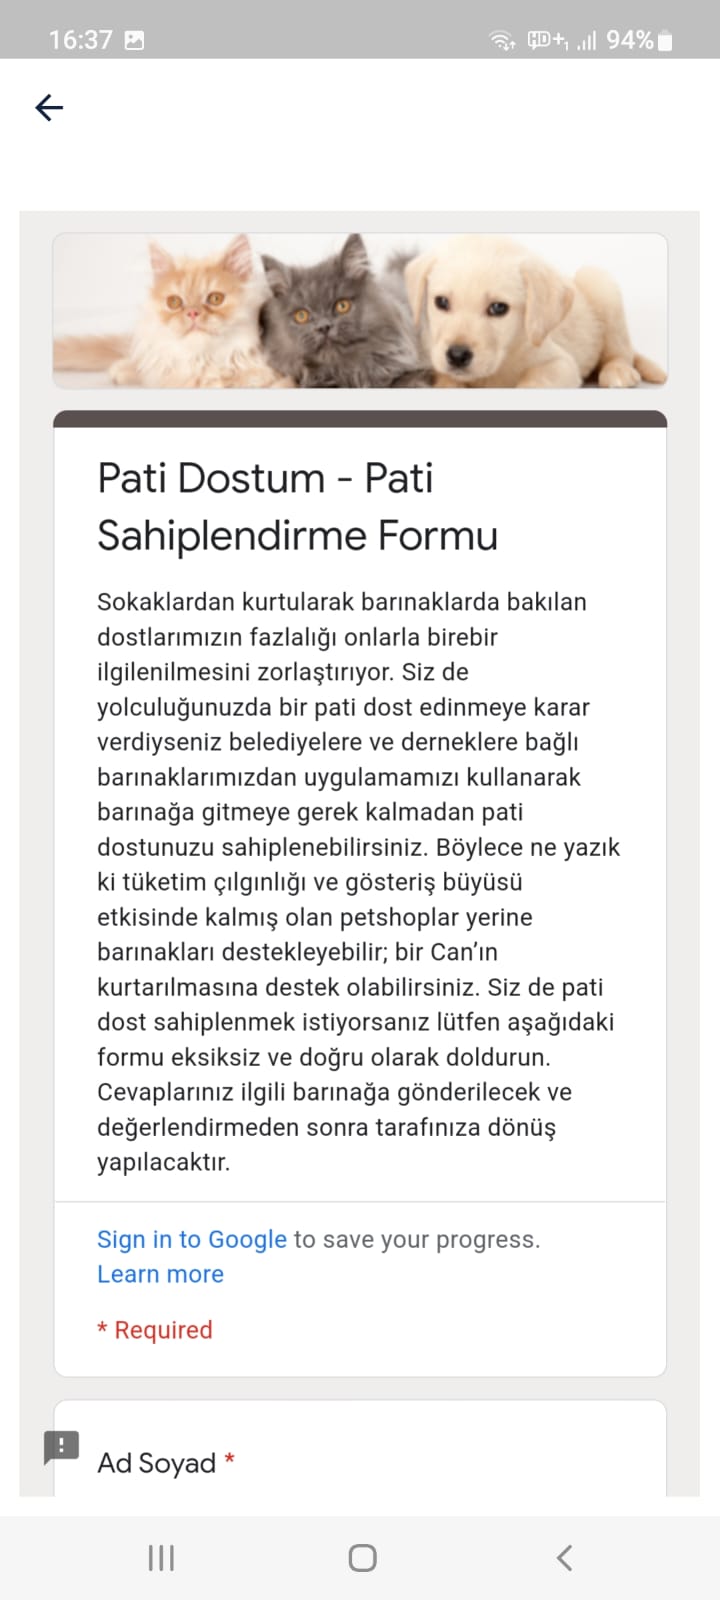 16:37
94%
Pati Dostum - Pati
Sahiplendirme Formu
Sokaklardan kurtularak barınaklarda bakılan
dostlarımızın fazlalığı onlarla birebir
ilgilenilmesini zorlaştırıyor. Siz de
yolculuğunuzda bir pati dost edinmeye karar
verdiyseniz belediyelere ve derneklere bağlı
barınaklarımızdan uygulamamızı kullanarak
barınağa gitmeye gerek kalmadan pati
dostunuzu sahiplenebilirsiniz. Böylece ne yazık
ki tüketim çılgınlığı ve gösteriş büyüsü
etkisinde kalmış olan petshoplar yerine
barınakları destekleyebilir; bir Can’ın
kurtarılmasına destek olabilirsiniz. Siz de pati
dost sahiplenmek istiyorsanız lütfen aşağıdaki
formu eksiksiz ve doğru olarak doldurun.
Cevaplarınız ilgili barınağa gönderilecek ve
değerlendirmeden sonra tarafınıza dönüş
yapılacaktır.
Sign in to Google to save your progress.
Learn more
* Required
Ad Soyad *